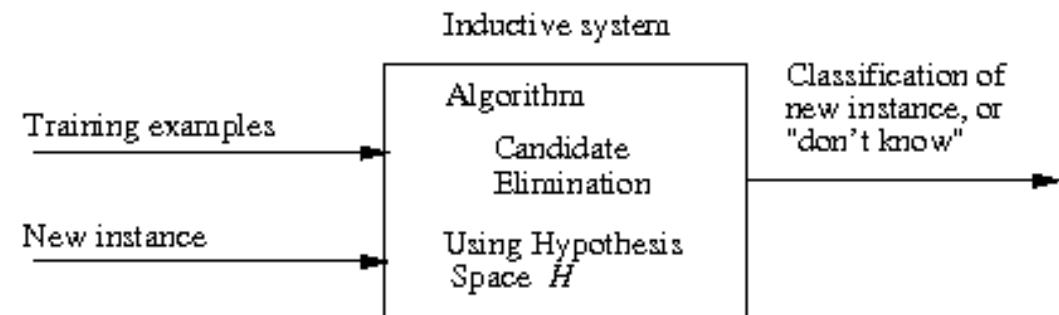 Inductive system
Training examples
New instance
Algorithm
Candidate
Elimination
Using Hypothesis
Space H
Classification of
new instance, or
"don't know"